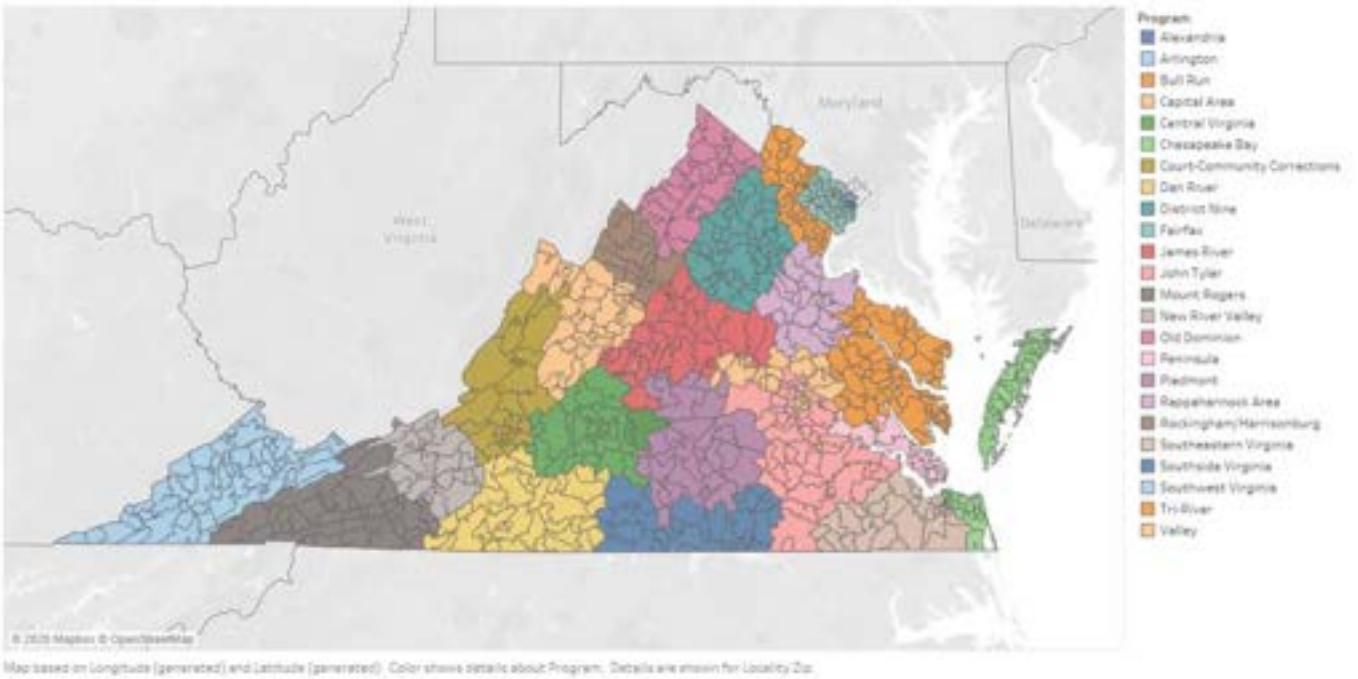 Maryland
West
Virginia
Delaware
© 2020 Mapbox © OpenStreetMap
Program
Alexandria
Arlington
Bull Run
Capital Area
Central Virginia
Chesapeake Bay
Court-Community Corrections
Dan River
District Nine
Fairfax
James River
John Tyler
Mount Rogers
New River Valley
Old Dominion
Peninsula
Piedmont
Rappahannock Area
Rockingham/Harrisonburg
Southeastern Virginia
Southside Virginia
Southwest Virginia
Tri-River
Valley
Map based on Longitude (generated) and Latitude (generated). Color shows details about Program. Details are shown for Locality Zip.